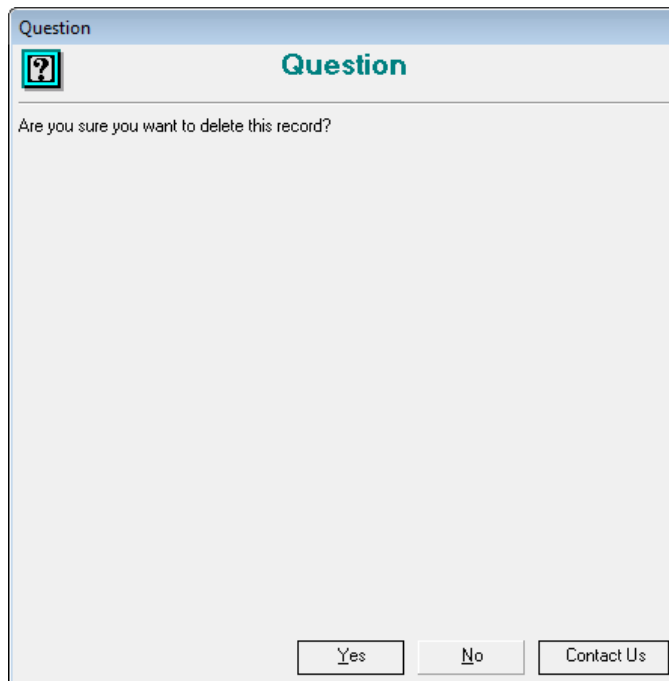 Question
Question
Are you sure you want to delete this record?
Yes No Contact Us